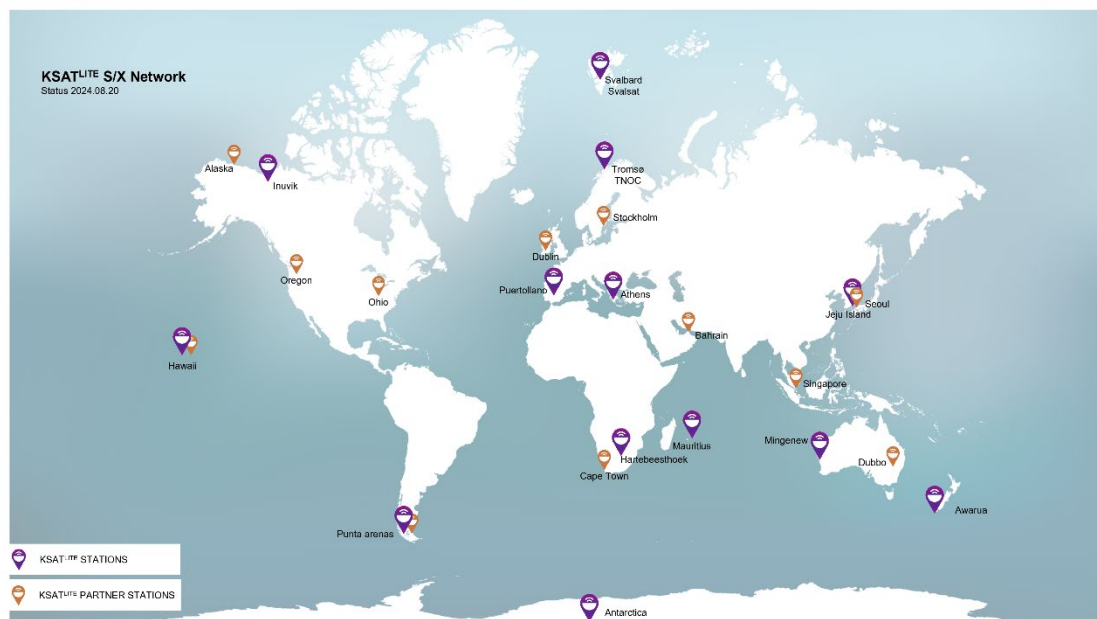 KSATLITE S/X Network
Status 2024.08.20
Svalbard
Svalsat
Alaska
Inuvik
Tromsø
TNOC
Stockholm
Dublin
Oregon
Ohio
Puertollano
Athens
Seoul
Jeju Island
Bahrain
Hawaii
Singapore
Mauritius
Mingenew
Hartebeesthoek
Dubbo
Cape Town
Awarua
Punta arenas
KSATLITE STATIONS
KSATLITE PARTNER STATIONS
Antarctica